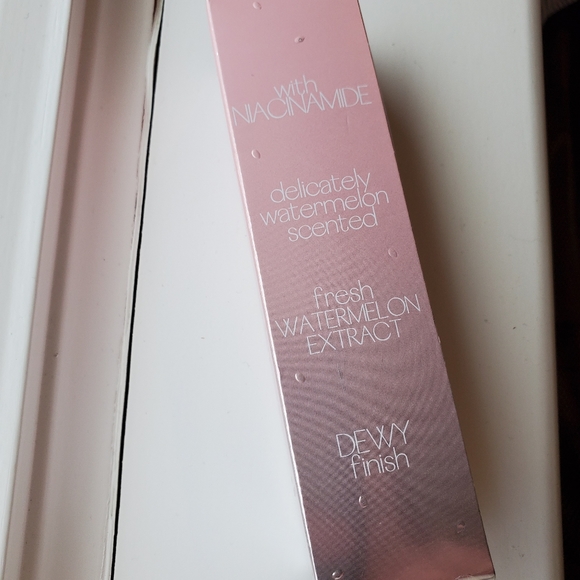 with
NIACINAMIDE
delicately
watermelon
scented
fresh
WATERMELON
EXTRACT
DEWY
finish